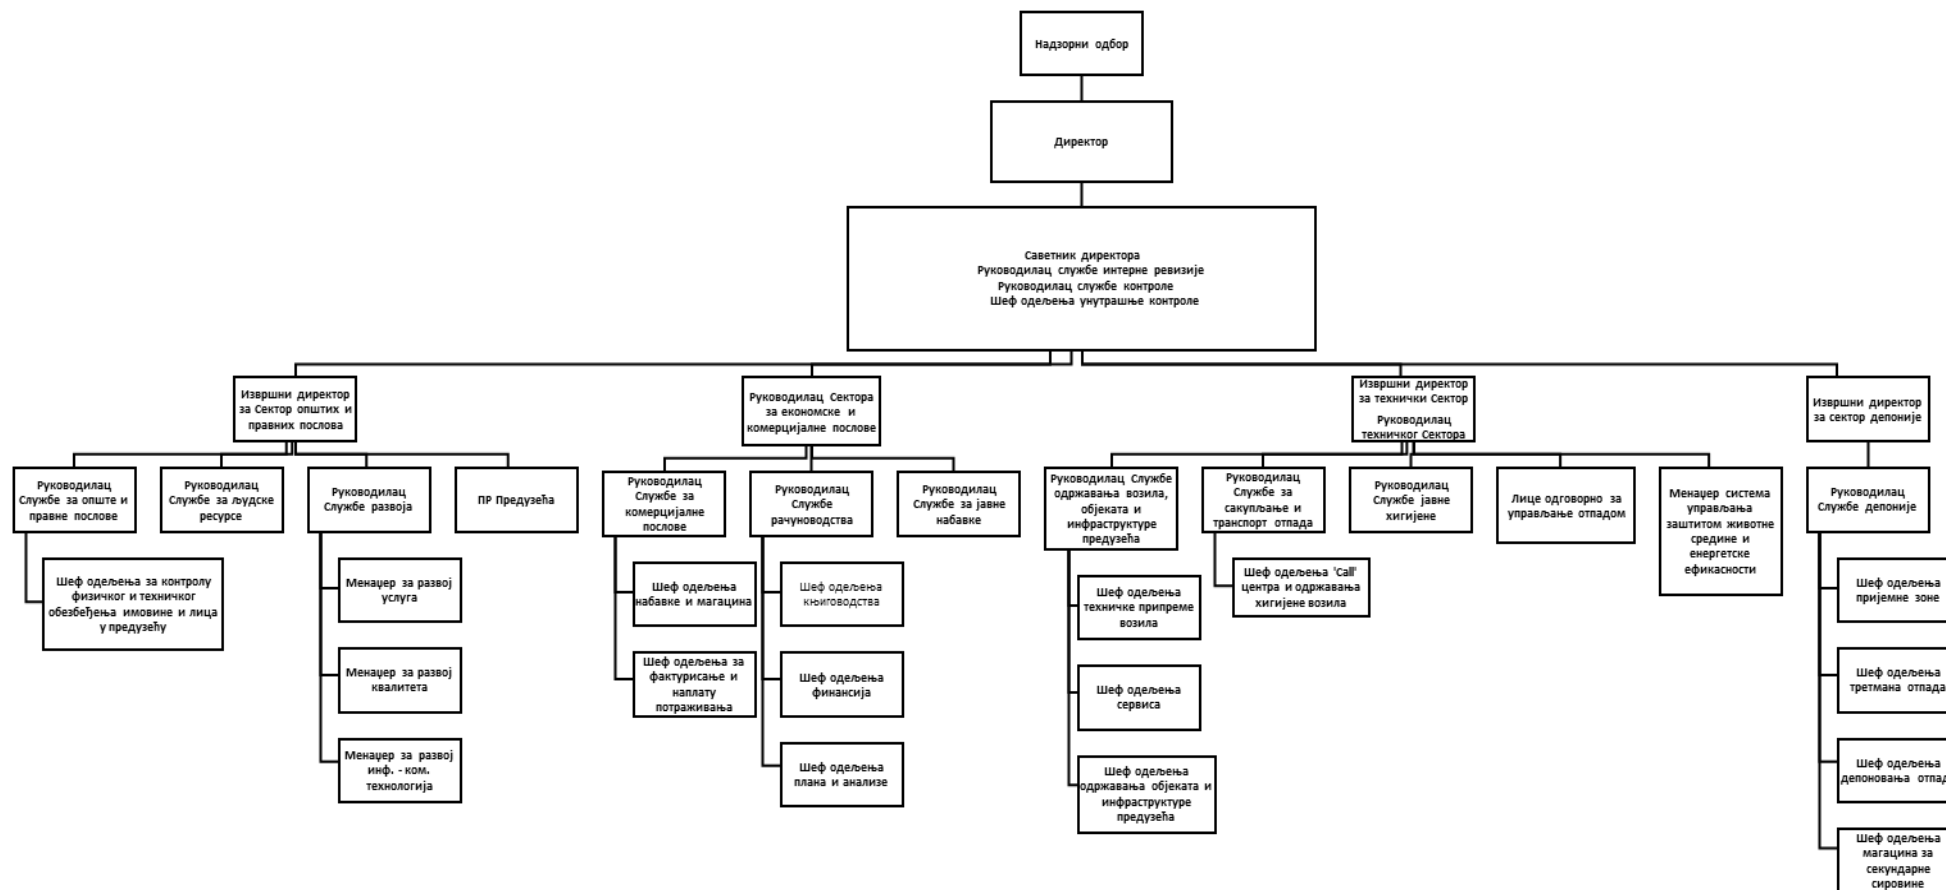 Надзорни одбор
Директор
Саветник директора
Руководилац службе интерне ревизије
Руководилац службе контроле
Шеф одељења унутрашње контроле
Извршни директор
за Сектор општих и
правних послова
Руководилац Сектора
за економске и
комерцијалне послове
Извршни директор
за технички Сектор
Руководилац
техничког Сектора
Извршни директор
за сектор депоније
Руководилац
Службе за опште и
правне послове
Руководилац
Службе за људске
ресурсе
Руководилац
Службе развоја
ПР Предузећа
Руководилац
Службе за
комерцијалне
послове
Руководилац
Службе
рачуноводства
Руководилац
Службе за јавне
набавке
Руководилац Службе
одржавања возила,
објеката и
инфраструктуре
предузећа
Руководилац
Службе за
сакупљање и
транспорт отпада
Руководилац
Службе јавне
хигијене
Лице одговорно за
управљање отпадом
Менаџер система
управљања
заштитом животне
средине и
енергетске
ефикасности
Руководилац
Службе депоније
Шеф одељења за контролу
физичког и техничког
обезбеђења имовине и лица
у предузећу
Менаџер за развој
услуга
Менаџер за развој
квалитета
Менаџер за развој
инф. - ком.
технологија
Шеф одељења
набавке и магацина
Шеф одељења за
фактурисање и
наплату
потраживања
Шеф одељења
књиговодства
Шеф одељења
финансија
Шеф одељења
плана и анализе
Шеф одељења
техничке припреме
возила
Шеф одељења
сервиса
Шеф одељења
одржавања објеката и
инфраструктуре
предузећа
Шеф одељења 'Call'
центра и одржавања
хигијене возила
Шеф одељења
пријемне зоне
Шеф одељења
третмана отпада
Шеф одељења
депоновања отпад
Шеф одељења
магацина за
секундарне
сировине